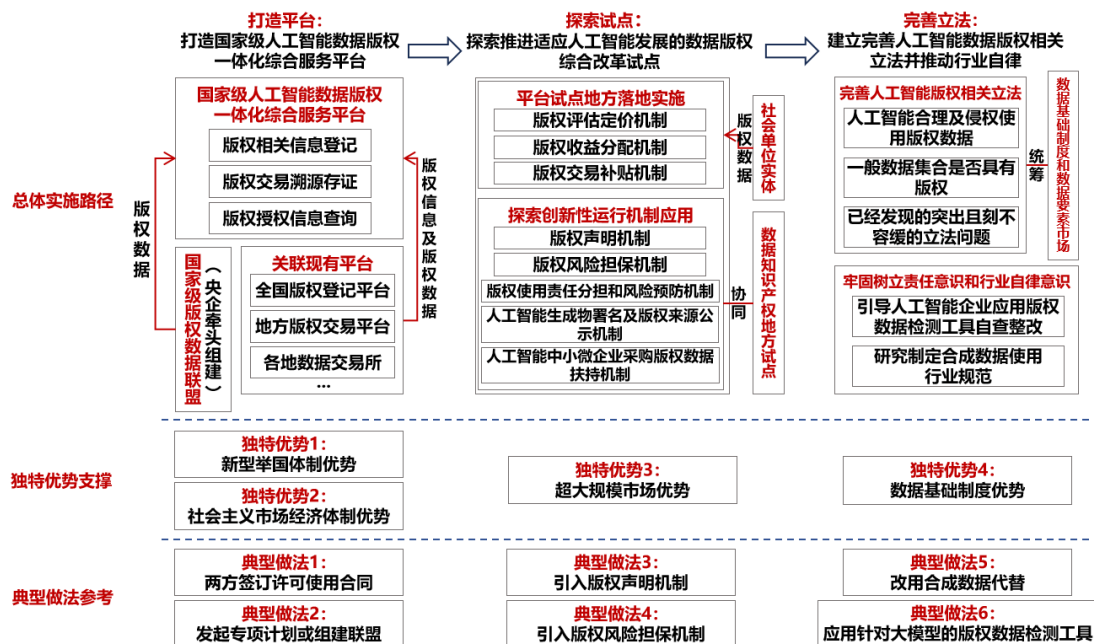 打造平台：
打造国家级人工智能数据版权
一体化综合服务平台
探索试点：
探索推进适应人工智能发展的数据版权
综合改革试点
完善立法：
建立完善人工智能数据版权相关
立法并推动行业自律
总体实施路径
国家级人工智能数据版权
一体化综合服务平台
版权相关信息登记
版权交易溯源存证
版权授权信息查询
版权数据
国家级版权数据联盟
（央企牵头组建）
关联现有平台
全国版权登记平台
地方版权交易平台
各地数据交易所
...
版权信息及版权数据
平台试点地方落地实施
版权评估定价机制
版权收益分配机制
版权交易补贴机制
版权数据
社会单位实体
探索创新性运行机制应用
版权声明机制
版权风险担保机制
版权使用责任分担和风险预防机制
人工智能生成物署名及版权来源公
示机制
人工智能中小微企业采购版权数据
扶持机制
协同
数据知识产权地方试点
完善人工智能版权相关立法
人工智能合理及侵权使
用版权数据
一般数据集合是否具有
版权
已经发现的突出且刻不
容缓的立法问题
统筹
数据基础制度和数据要素市场
牢固树立责任意识和行业自律意识
引导人工智能企业应用版权
数据检测工具自查整改
研究制定合成数据使用
行业规范
独特优势支撑
独特优势1：
新型举国体制优势
独特优势2：
社会主义市场经济体制优势
独特优势3：
超大规模市场优势
独特优势4：
数据基础制度优势
典型做法参考
典型做法1：
两方签订许可使用合同
典型做法2：
发起专项计划或组建联盟
典型做法3：
引入版权声明机制
典型做法4：
引入版权风险担保机制
典型做法5：
改用合成数据代替
典型做法6：
应用针对大模型的版权数据检测工具